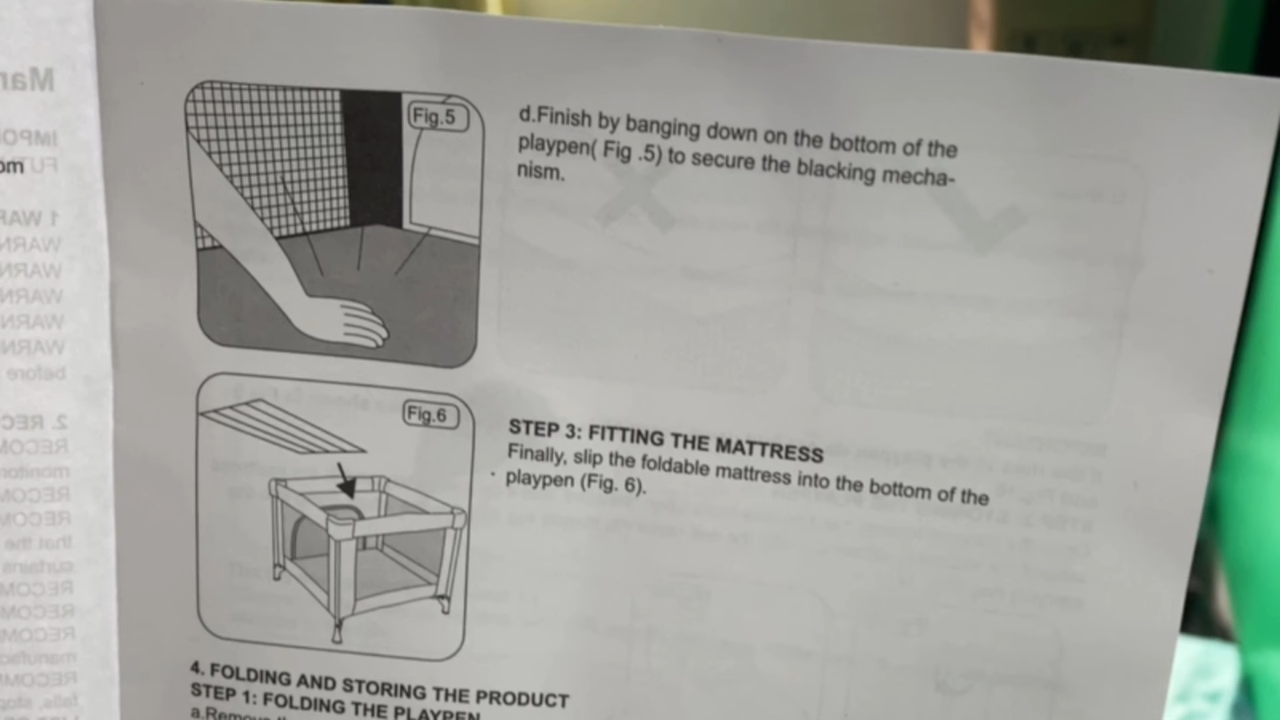 Fig.5
d.Finish by banging down on the bottom of the
playpen( Fig .5) to secure the blacking mecha-
nism.
Fig.6
STEP 3: FITTING THE MATTRESS
Finally, slip the foldable mattress into the bottom of the
playpen (Fig. 6).
4. FOLDING AND STORING THE PRODUCT
STEP 1: FOLDING THE PLAYPEN
a.Remove